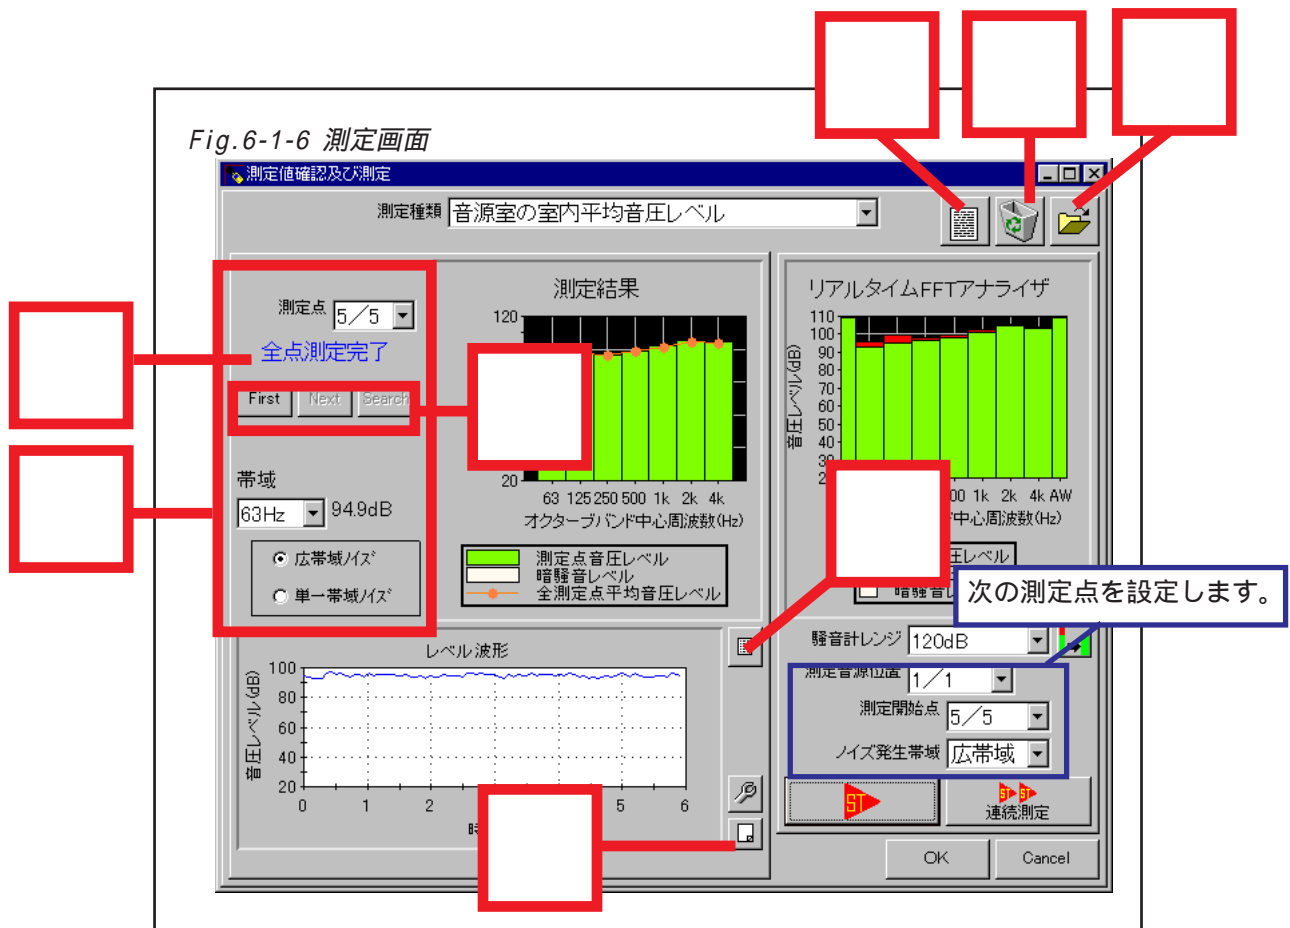 Fig.6-1-6 測定画面
測定値確認及び測定
測定種類 音源室の室内平均音圧レベル
測定点 5／5
全点測定完了
First Next Search
帯域
63Hz 94.9dB
広帯域ノイズ
単一帯域ノイズ
測定結果
120
20
63 125 250 500 1k 2k 4k
オクターブバンド中心周波数(Hz)
測定点音圧レベル
暗騒音レベル
全測定点平均音圧レベル
リアルタイムFFTアナライザ
音圧レベル(dB)
110
100
90
80
70
60
50
40
1k 2k 4k AW
中心周波数(Hz)
圧レベル
暗騒音
次の測定点を設定します。
レベル波形
音圧レベル(dB)
100
80
60
40
20
0 1 2 5 6
騒音計レンジ 120dB
測定音源位置 1／1
測定開始点 5／5
ノイズ発生帯域 広帯域
ST
ST ST
連続測定
OK Cancel